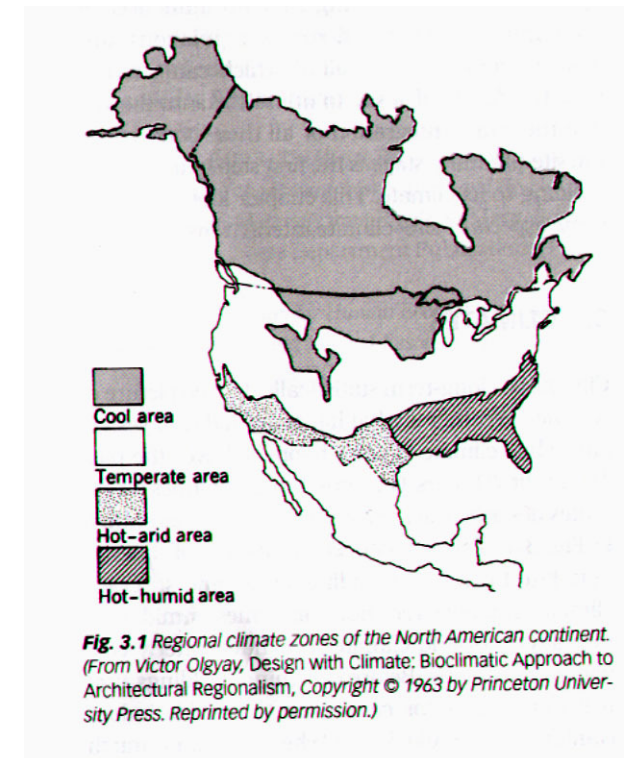 Cool area
Temperate area
Hot-arid area
Hot-humid area
Fig. 3.1 Regional climate zones of the North American continent.
(From Victor Olgyay, Design with Climate: Bioclimatic Approach to
Architectural Regionalism, Copyright © 1963 by Princeton Univer-
sity Press. Reprinted by permission.)